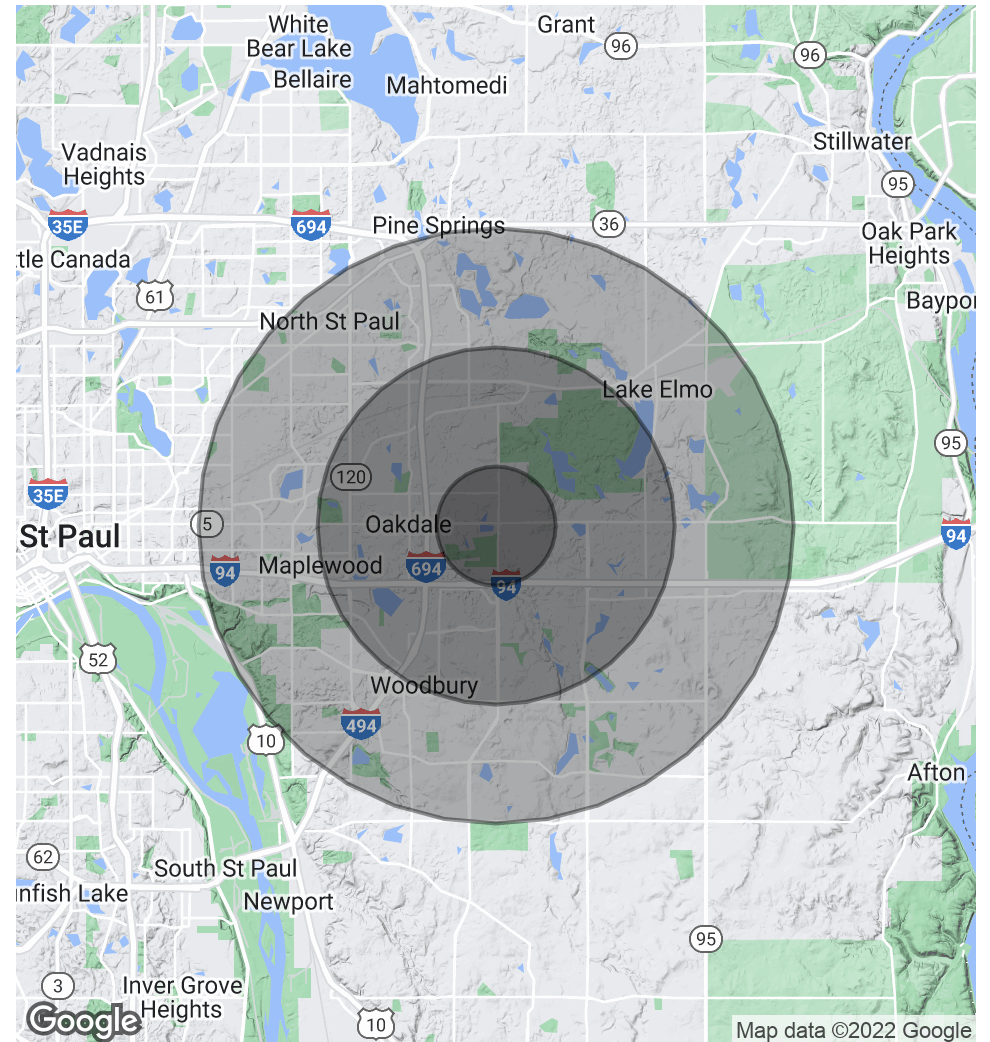 White
Bear Lake
Grant
96
96
Bellaire
Mahtomedi
Stillwater
Vadnais
Heights
95
35E
694
Pine Springs
36
Oak Park
Heights
ttle Canada
61
Baypor
North St Paul
Lake Elmo
95
120
35E
5
Oakdale
St Paul
94
Maplewood
694
94
94
52
Woodbury
494
10
Afton
62
South St Paul
nfish Lake
Newport
95
3
Inver Grove
Heights
Google
10
Map data ©2022 Google